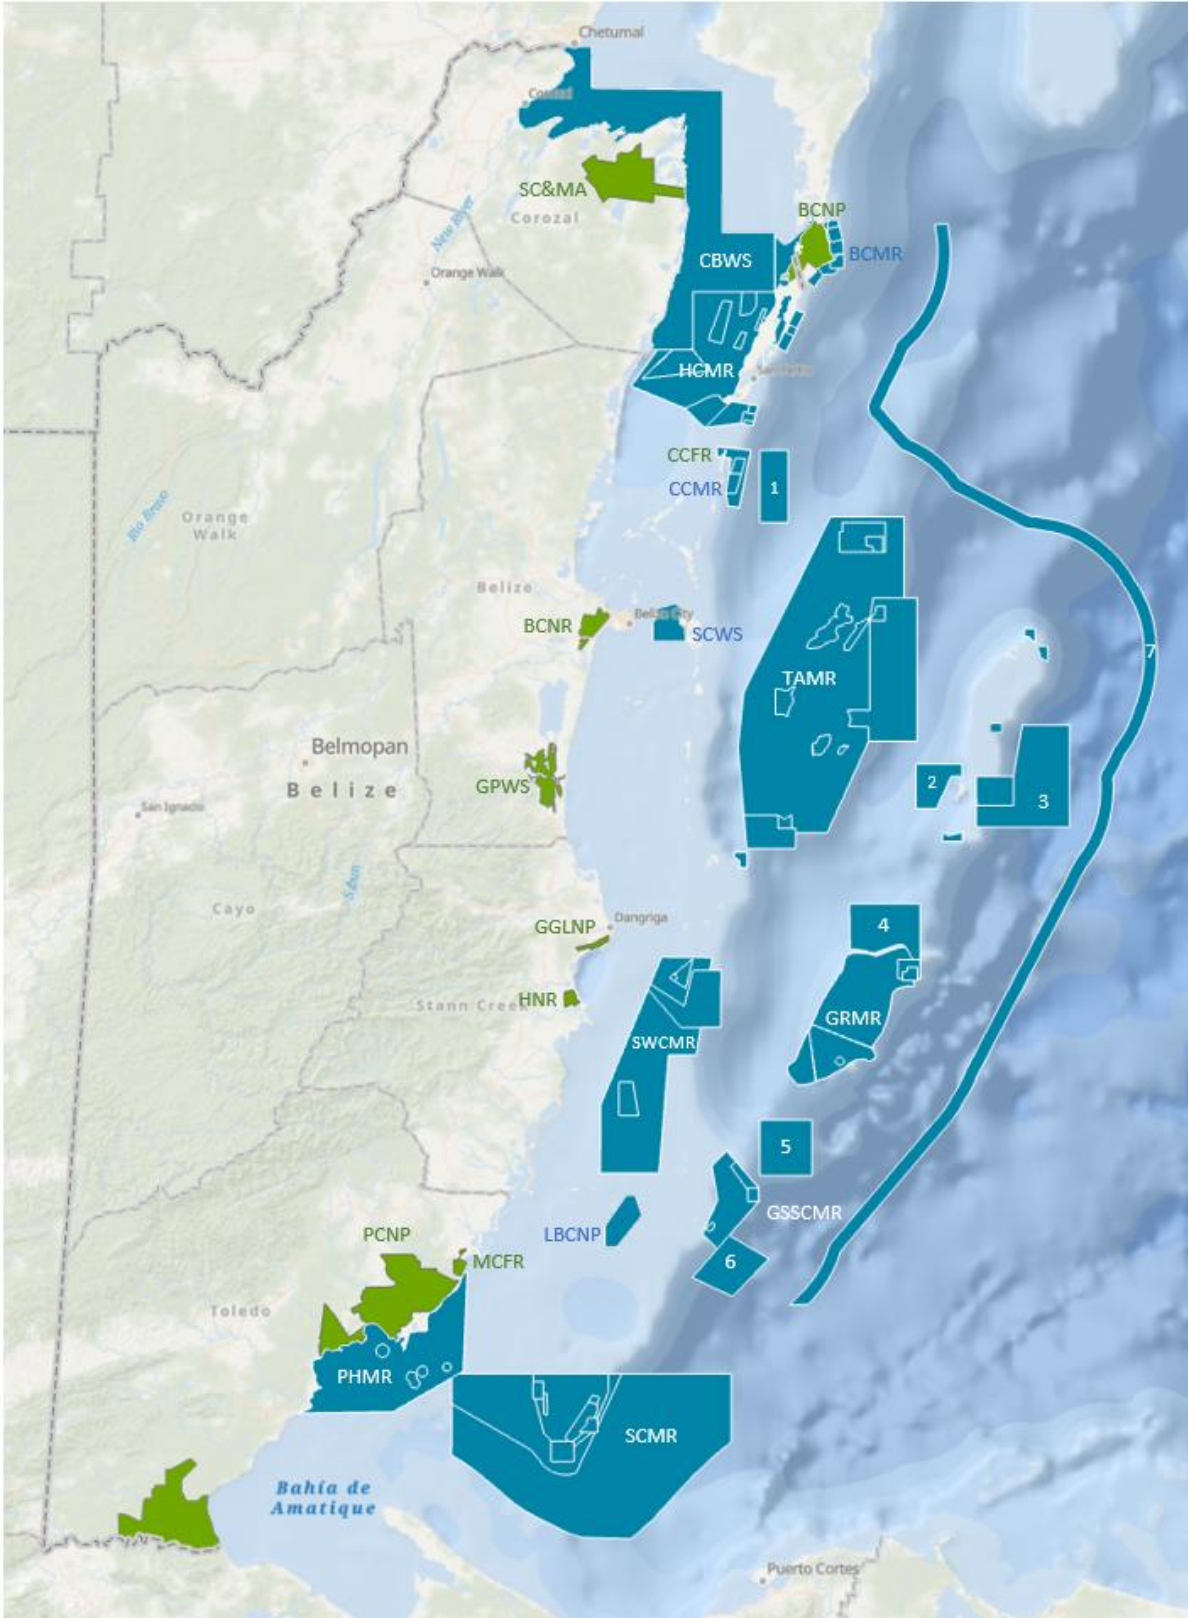 Chetumal
Corozal
SC&MA
Corozal
New River
Orange Walk
BCNP
BCMR
CBWS
HCMR
San Pedro
CCFR
CCMR
1
Rio Bravo
Orange
Walk
Belize
BCNR
Belize City
SCWS
TAMR
7
Belmopan
Belize
GPWS
San Ignacio
2
3
Sibun
Cayo
GGLNP
Dangriga
4
HNR
Stann Creek
GRMR
SWCMR
5
GSSCMR
LBCNP
6
PCNP
MCFR
Toledo
PHMR
SCMR
Bahía de
Amatique
Puerto Cortes